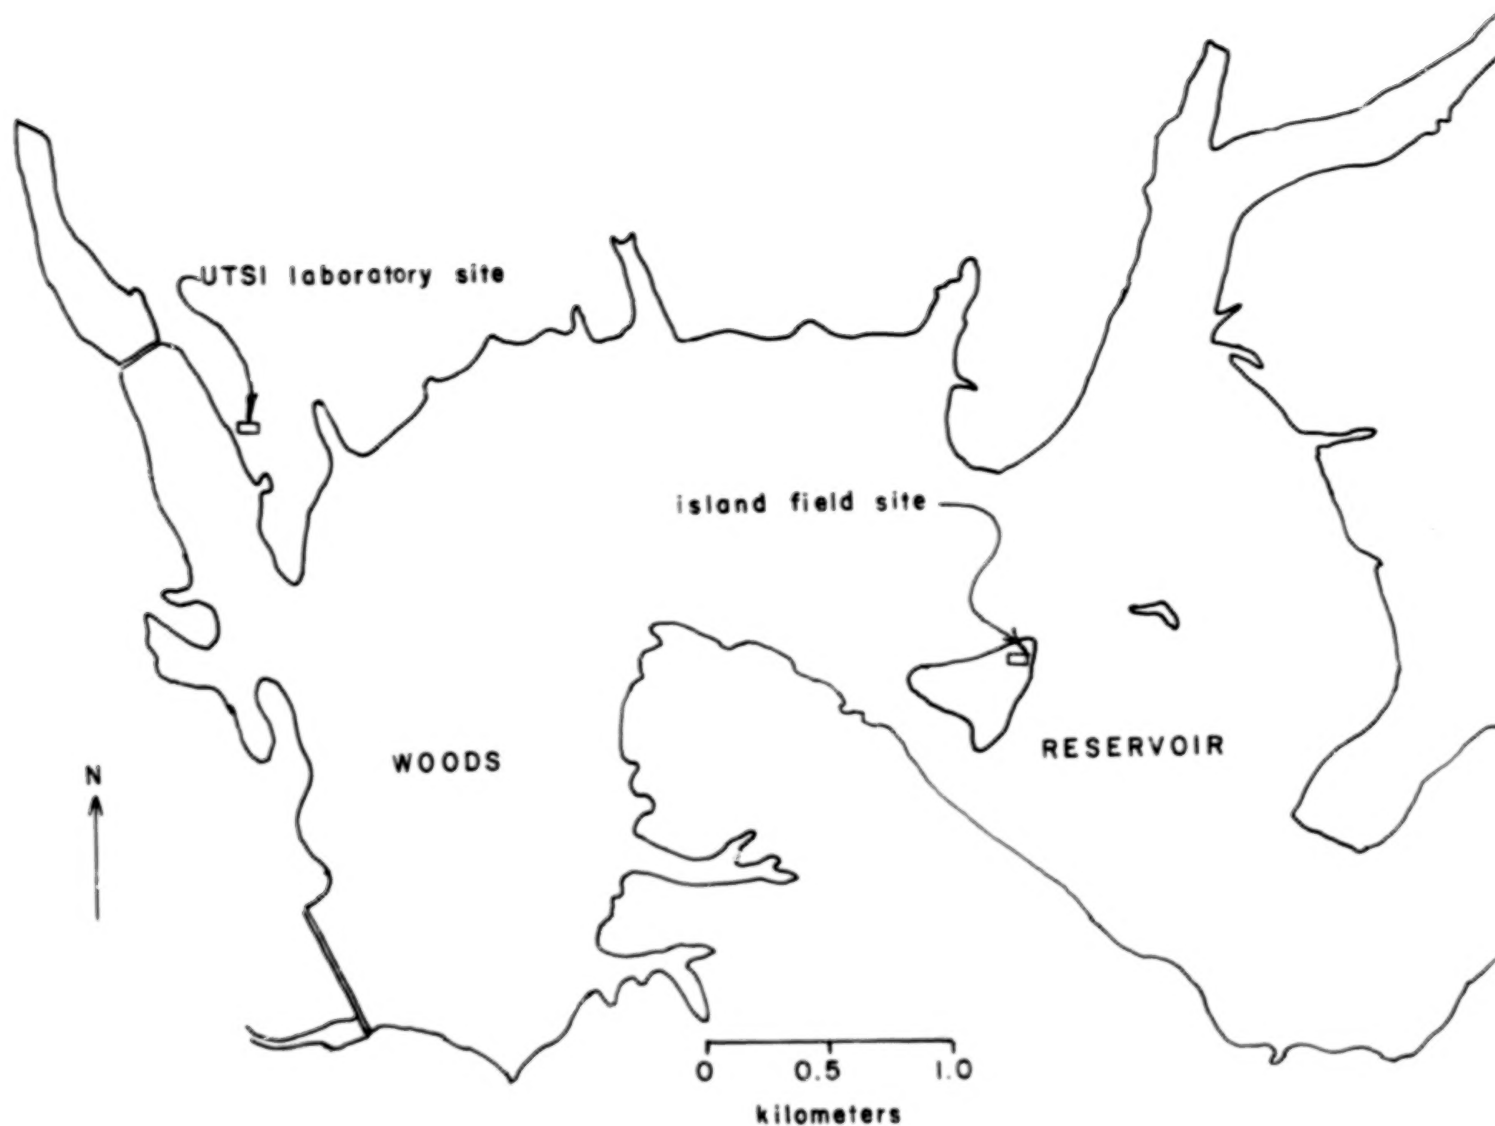 UTSI laboratory site
island field site
WOODS
RESERVOIR
N
0 0.5 1.0
kilometers